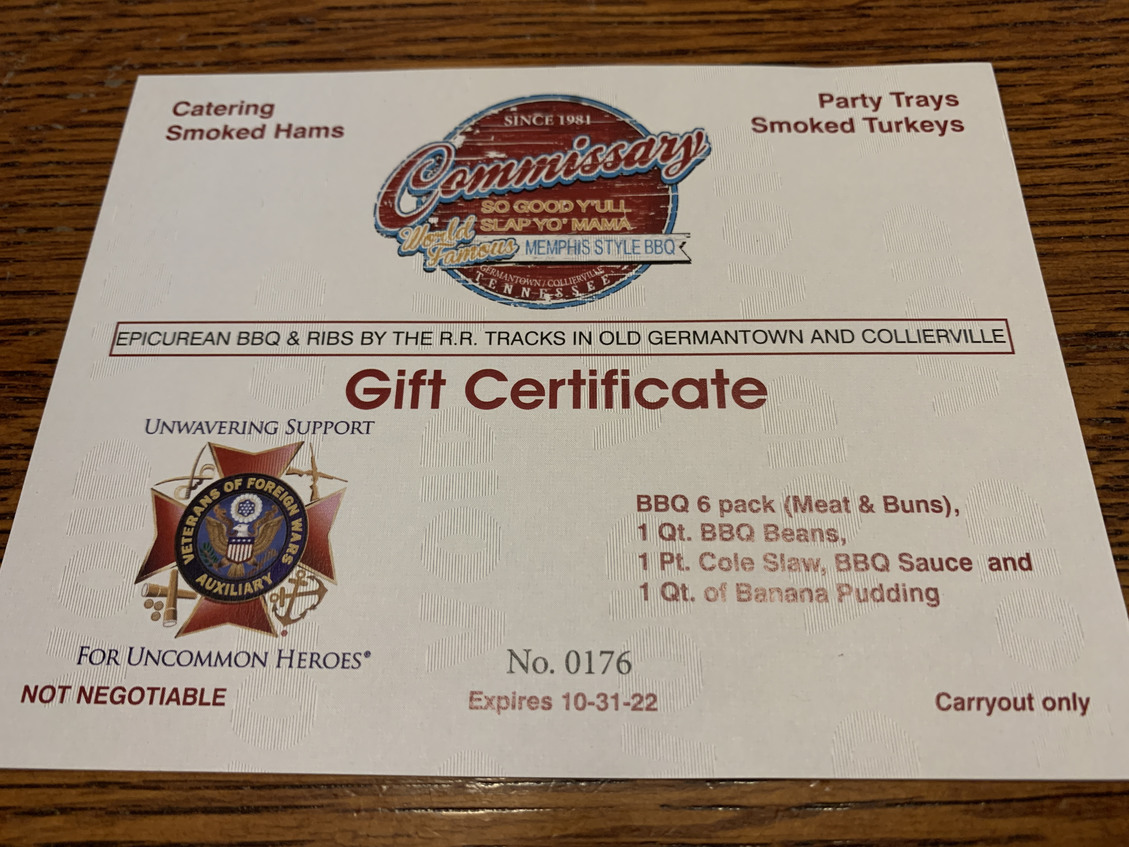 Catering
Smoked Hams
Party Trays
Smoked Turkeys
SINCE 1981
Commissary
SO GOOD Y'ULL
SLAP YO' MAMA
World
Famous
MEMPHIS STYLE BBQ
GERMANTOWN / COLLIERVILLE
TENNESSEE
EPICUREAN BBQ & RIBS BY THE R.R. TRACKS IN OLD GERMANTOWN AND COLLIERVILLE
Gift Certificate
UNWAVERING SUPPORT
VETERANS OF FOREIGN WARS
AUXILIARY
FOR UNCOMMON HEROES®
BBQ 6 pack (Meat & Buns),
1 Qt. BBQ Beans,
1 Pt. Cole Slaw, BBQ Sauce and
1 Qt. of Banana Pudding
No. 0176
NOT NEGOTIABLE
Expires 10-31-22
Carryout only